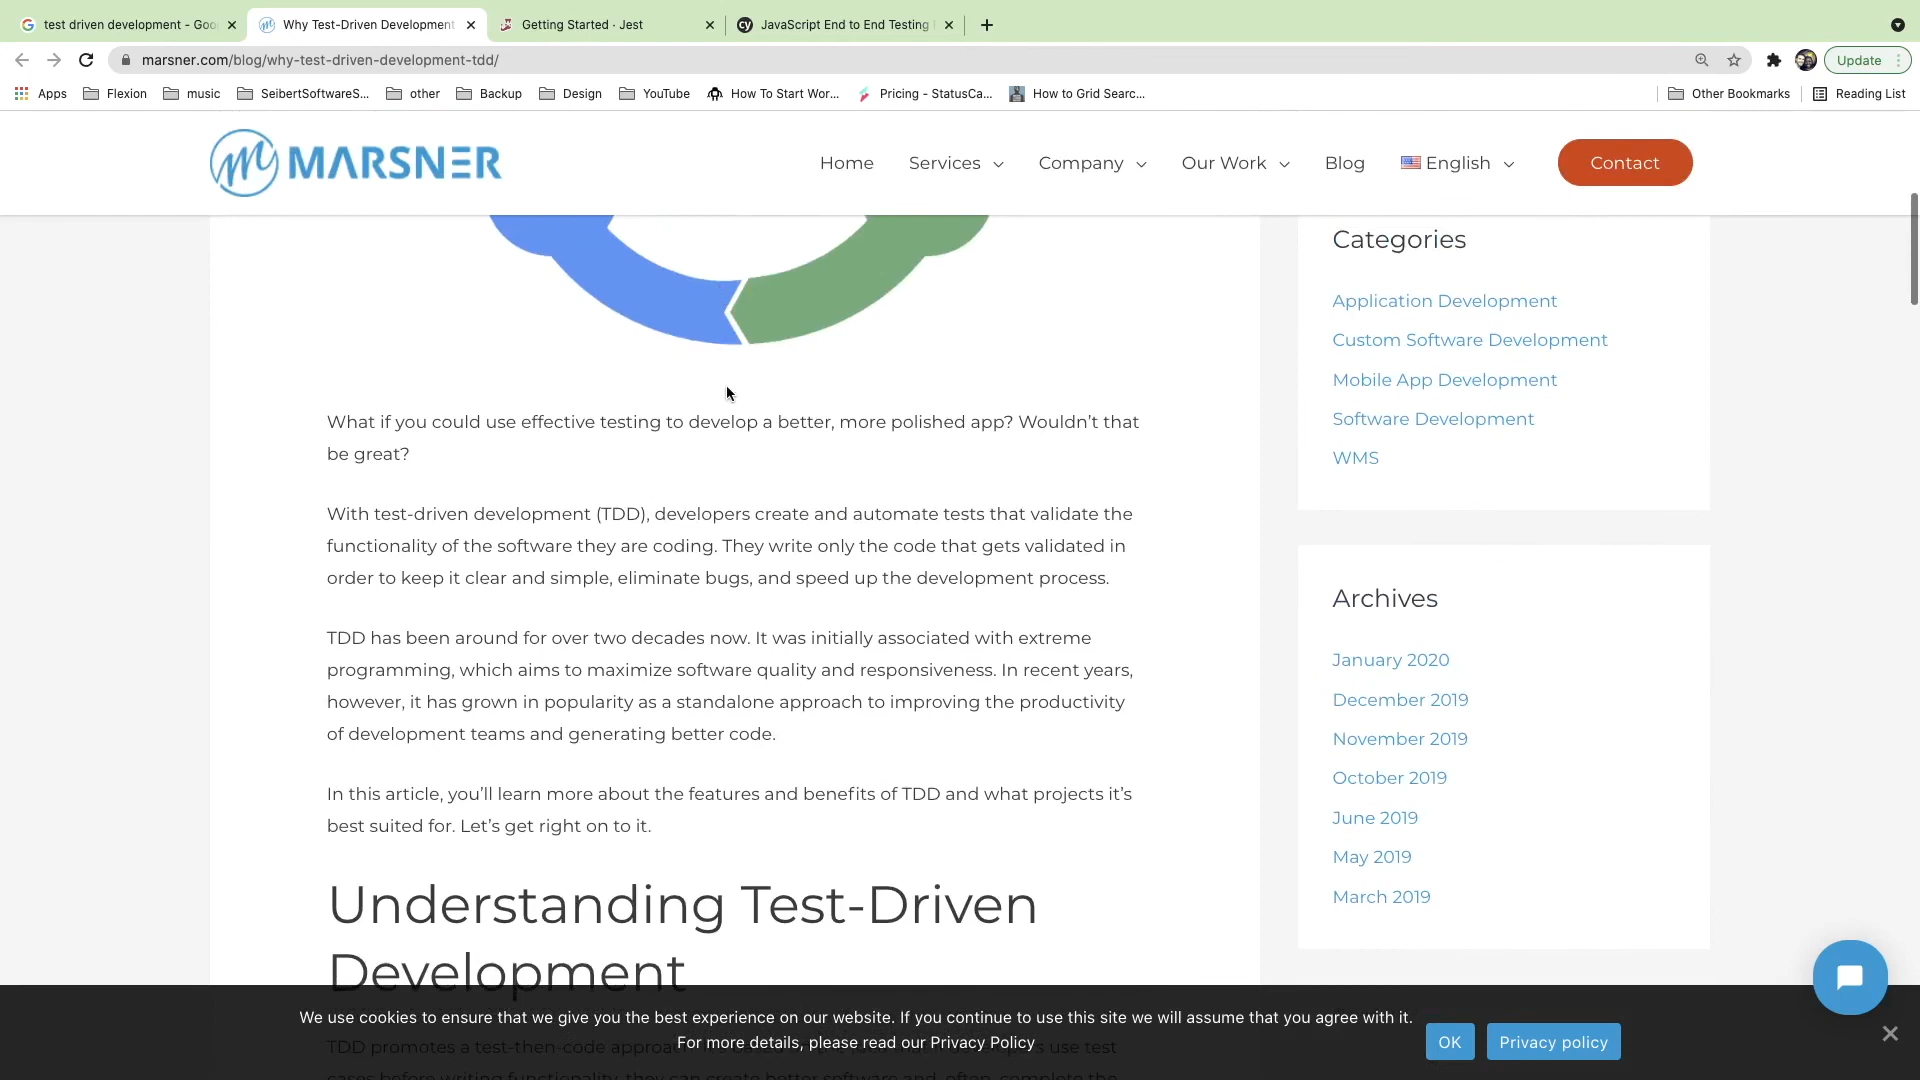 test driven development - Goo
Why Test-Driven Development
Getting Started · Jest
cy
JavaScript End to End Testing
marsner.com/blog/why-test-driven-development-tdd/
Update
Apps
Flexion
music
SeibertSoftwareS...
other
Backup
Design
YouTube
How To Start Wor...
Pricing - StatusCa...
How to Grid Searc...
Other Bookmarks
Reading List
MARSNER
Home
Services
Company
Our Work
Blog
English
Contact
What if you could use effective testing to develop a better, more polished app? Wouldn't that
be great?
With test-driven development (TDD), developers create and automate tests that validate the
functionality of the software they are coding. They write only the code that gets validated in
order to keep it clear and simple, eliminate bugs, and speed up the development process.
TDD has been around for over two decades now. It was initially associated with extreme
programming, which aims to maximize software quality and responsiveness. In recent years,
however, it has grown in popularity as a standalone approach to improving the productivity
of development teams and generating better code.
In this article, you'll learn more about the features and benefits of TDD and what projects it's
best suited for. Let's get right on to it.
Understanding Test-Driven
Development
Categories
Application Development
Custom Software Development
Mobile App Development
Software Development
WMS
Archives
January 2020
December 2019
November 2019
October 2019
June 2019
May 2019
March 2019
We use cookies to ensure that we give you the best experience on our website. If you continue to use this site we will assume that you agree with it.
For more details, please read our Privacy Policy
OK
Privacy policy
TDD promotes a test-then-code approac
use test